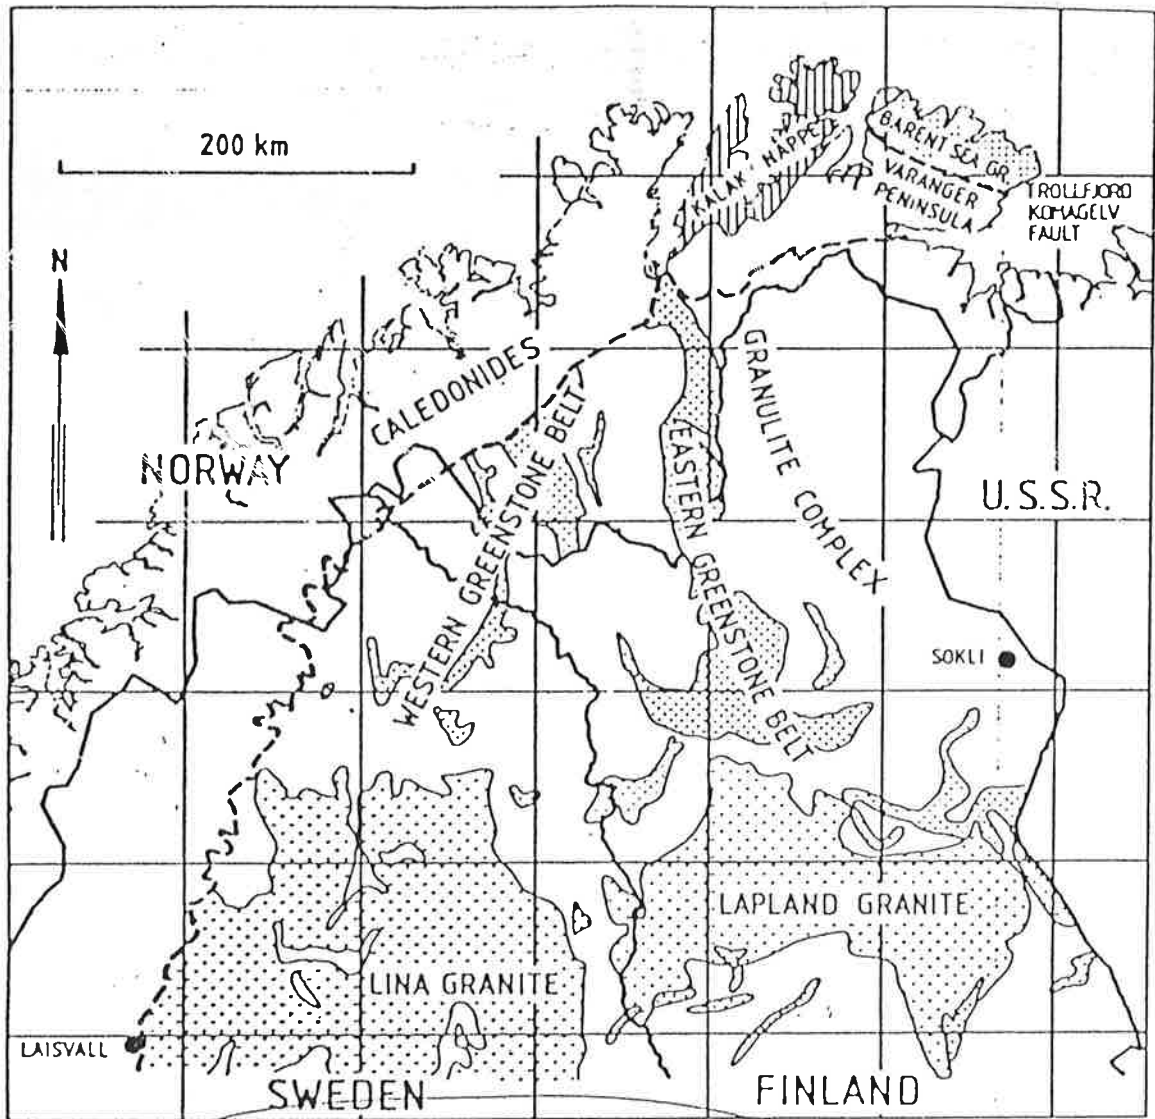 200 km
N
KALAK NAPPE
BARENT SEA GR.
VARANGER
PENINSULA
TROLLFJORD
KOMAGELV
FAULT
CALEDONIDES
NORWAY
WESTERN GREENSTONE BELT
EASTERN GREENSTONE BELT
GRANULITE COMPLEX
U.S.S.R.
SOKLI
LAPLAND GRANITE
LINA GRANITE
LAISVALL
SWEDEN
FINLAND